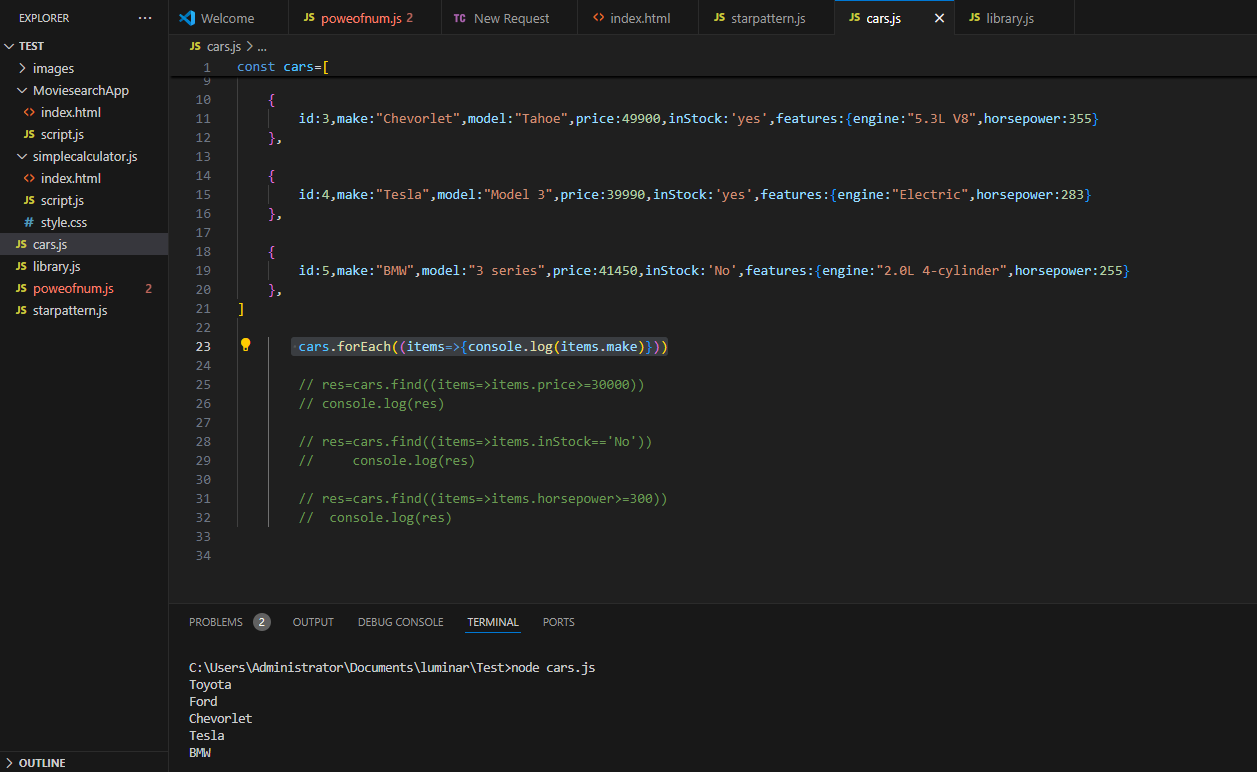 EXPLORER ···
TEST
images
MoviesearchApp
<> index.html
JS script.js
simplecalculator.js
<> index.html
JS script.js
# style.css
JS cars.js
JS library.js
JS poweofnum.js 2
JS starpattern.js
OUTLINE
Welcome
JS poweofnum.js 2
TC New Request
<> index.html
JS starpattern.js
JS cars.js ×
JS library.js
JS cars.js > ...
1 const cars=[
9
10 {
11 id:3,make:"Chevorlet",model:"Tahoe",price:49900,inStock:'yes',features:{engine:"5.3L V8",horsepower:355}
12 },
13
14 {
15 id:4,make:"Tesla",model:"Model 3",price:39990,inStock:'yes',features:{engine:"Electric",horsepower:283}
16 },
17
18 {
19 id:5,make:"BMW",model:"3 series",price:41450,inStock:'No',features:{engine:"2.0L 4-cylinder",horsepower:255}
20 },
21 ]
22
23 cars.forEach((items=>{console.log(items.make)}))
24
25 // res=cars.find((items=>items.price>=30000))
26 // console.log(res)
27
28 // res=cars.find((items=>items.inStock=='No'))
29 //     console.log(res)
30
31 // res=cars.find((items=>items.horsepower>=300))
32 //  console.log(res)
33
34
PROBLEMS 2 OUTPUT DEBUG CONSOLE TERMINAL PORTS
C:\Users\Administrator\Documents\luminar\Test>node cars.js
Toyota
Ford
Chevorlet
Tesla
BMW